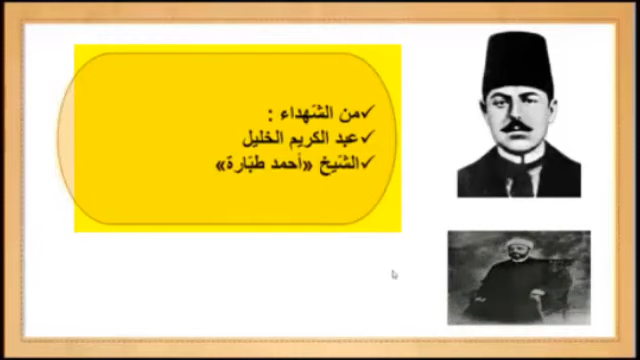 ✓من الشّهداء :
✓عبد الكريم الخليل
✓الشّيخ «أحمد طبّارة»